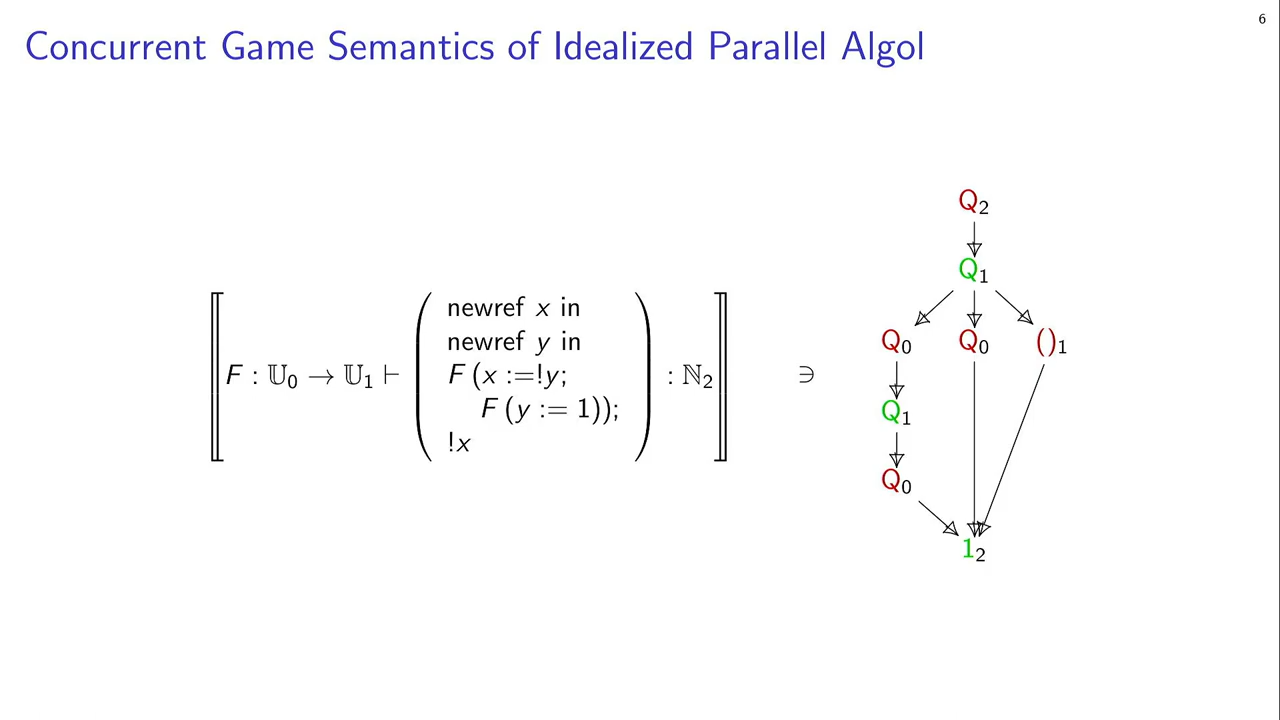 6
Concurrent Game Semantics of Idealized Parallel Algol
newref x in
newref y in
F : 𝕌₀ → 𝕌₁ ⊢ F (x :=!y; : ℕ₂ ∋
F (y := 1));
!x
Q₂
Q₁
Q₀ Q₀ ()₁
Q₁
Q₀
1₂